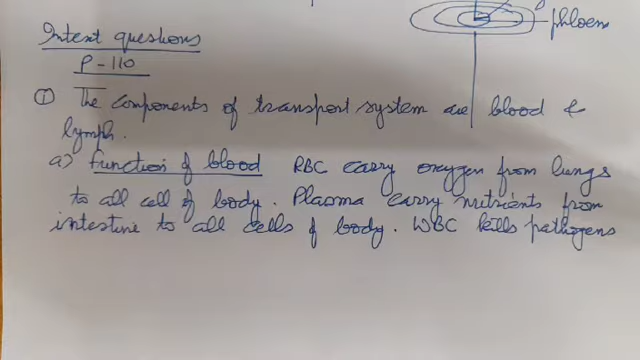 phloem
Intext questions
P-110
① The components of transport system are blood &
lymph.
a) Function of blood RBC carry oxygen from lungs
to all cell of body. Plasma carry nutrients from
intestine to all cells of body. WBC kills pathogens